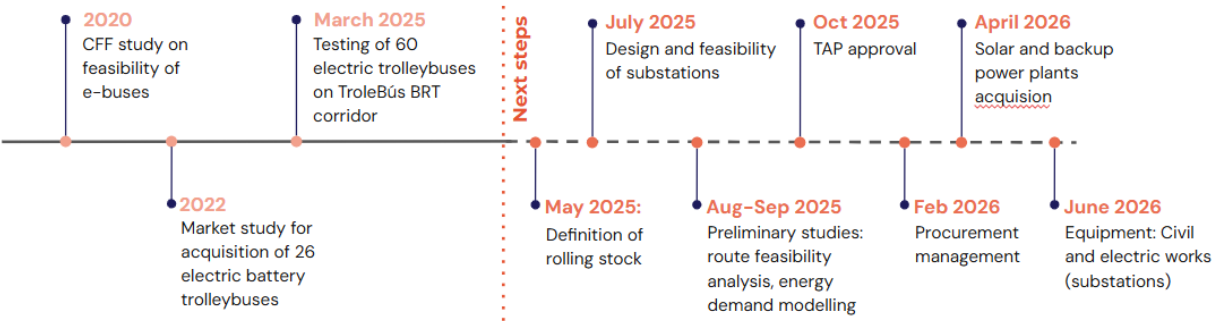 2020
CFF study on
feasibility of
e-buses
2022
Market study for
acquisition of 26
electric battery
trolleybuses
March 2025
Testing of 60
electric trolleybuses
on TroleBús BRT
corridor
Next steps
May 2025:
Definition of
rolling stock
July 2025
Design and feasibility
of substations
Aug-Sep 2025
Preliminary studies:
route feasibility
analysis, energy
demand modelling
Oct 2025
TAP approval
Feb 2026
Procurement
management
April 2026
Solar and backup
power plants
acquision
June 2026
Equipment: Civil
and electric works
(substations)